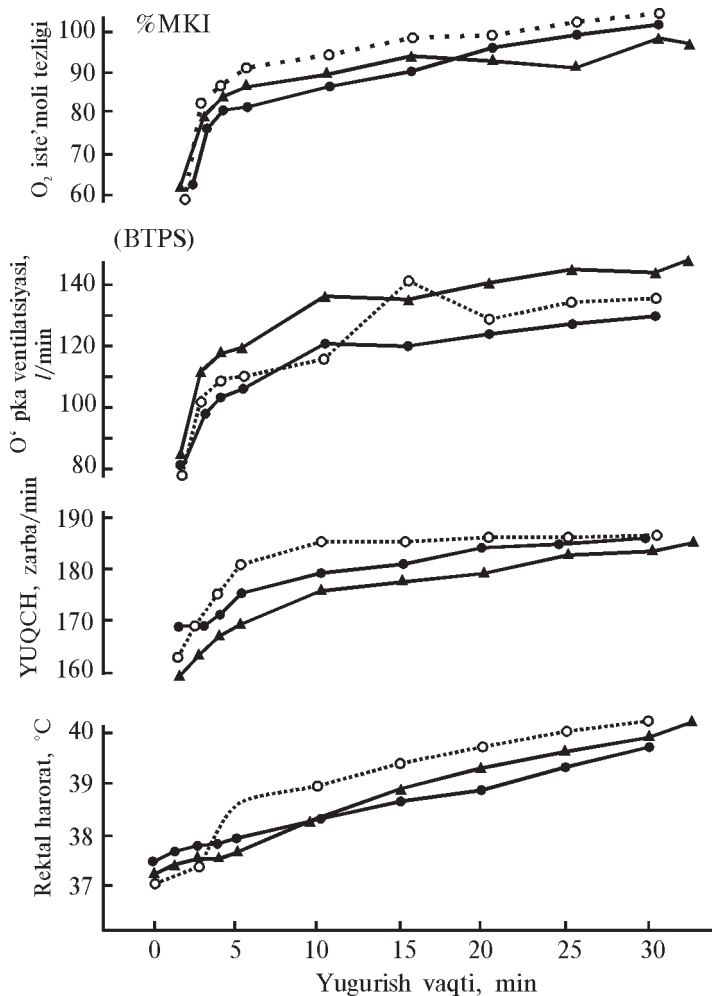 %MKI
O₂ iste’moli tezligi
100
90
80
70
60
(BTPS)
O‘ pka ventilatsiyasi,
l/min
140
120
100
80
YUQCH, zarba/min
190
180
170
160
Rektal harorat, °C
40
39
38
37
0 5 10 15 20 25 30
Yugurish vaqti, min